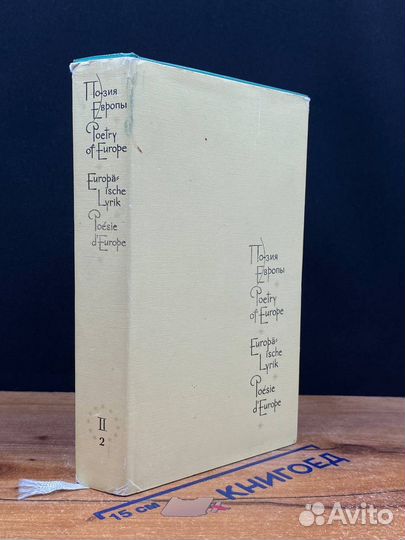 Поэзия
Европы
Poetry
of Europe
Europä-
ische
Lyrik
Poésie
d'Europe
II
2
Поэзия
Европы
Poetry
of Europe
Europä-
ische
Lyrik
Poésie
d'Europe
15 СМ
КНИГОЕД
Avito